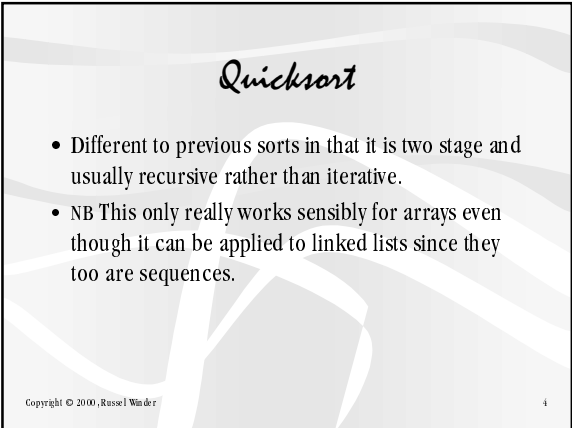 Quicksort
• Different to previous sorts in that it is two stage and
usually recursive rather than iterative.
• NB This only really works sensibly for arrays even
though it can be applied to linked lists since they
too are sequences.
Copyright © 2000, Russel Winder
4